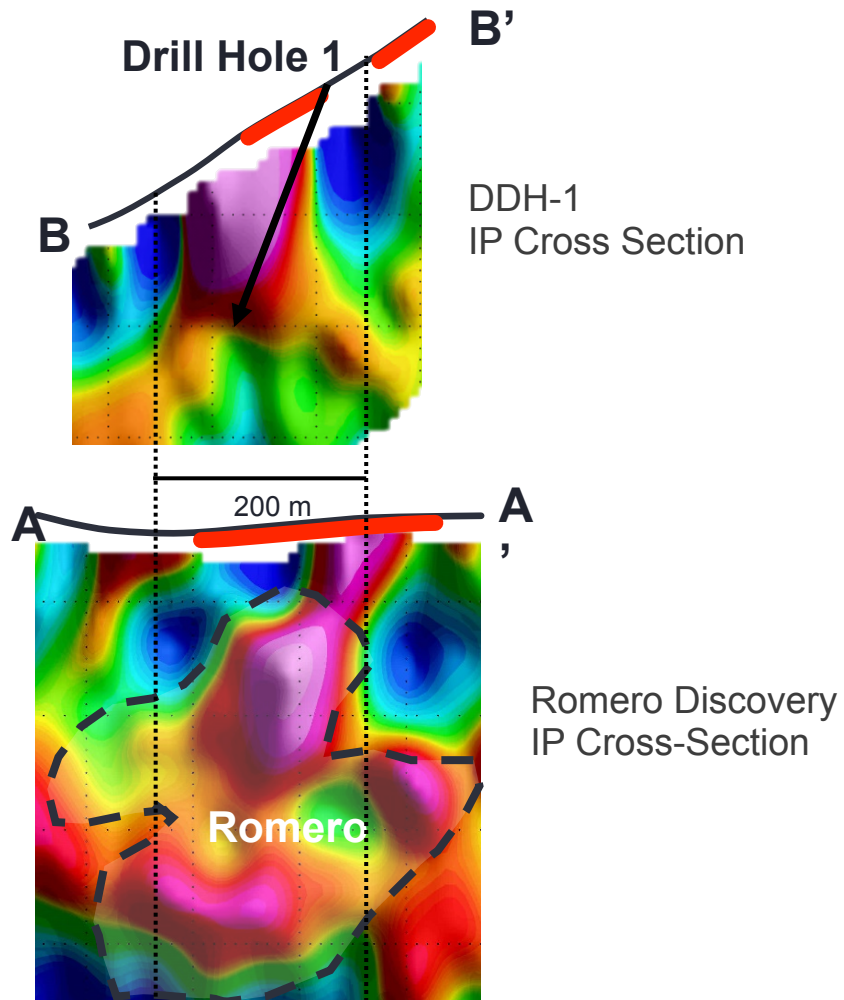 B’
Drill Hole 1
DDH-1
IP Cross Section
B
200 m
A
A
’
Romero Discovery
IP Cross-Section
Romero